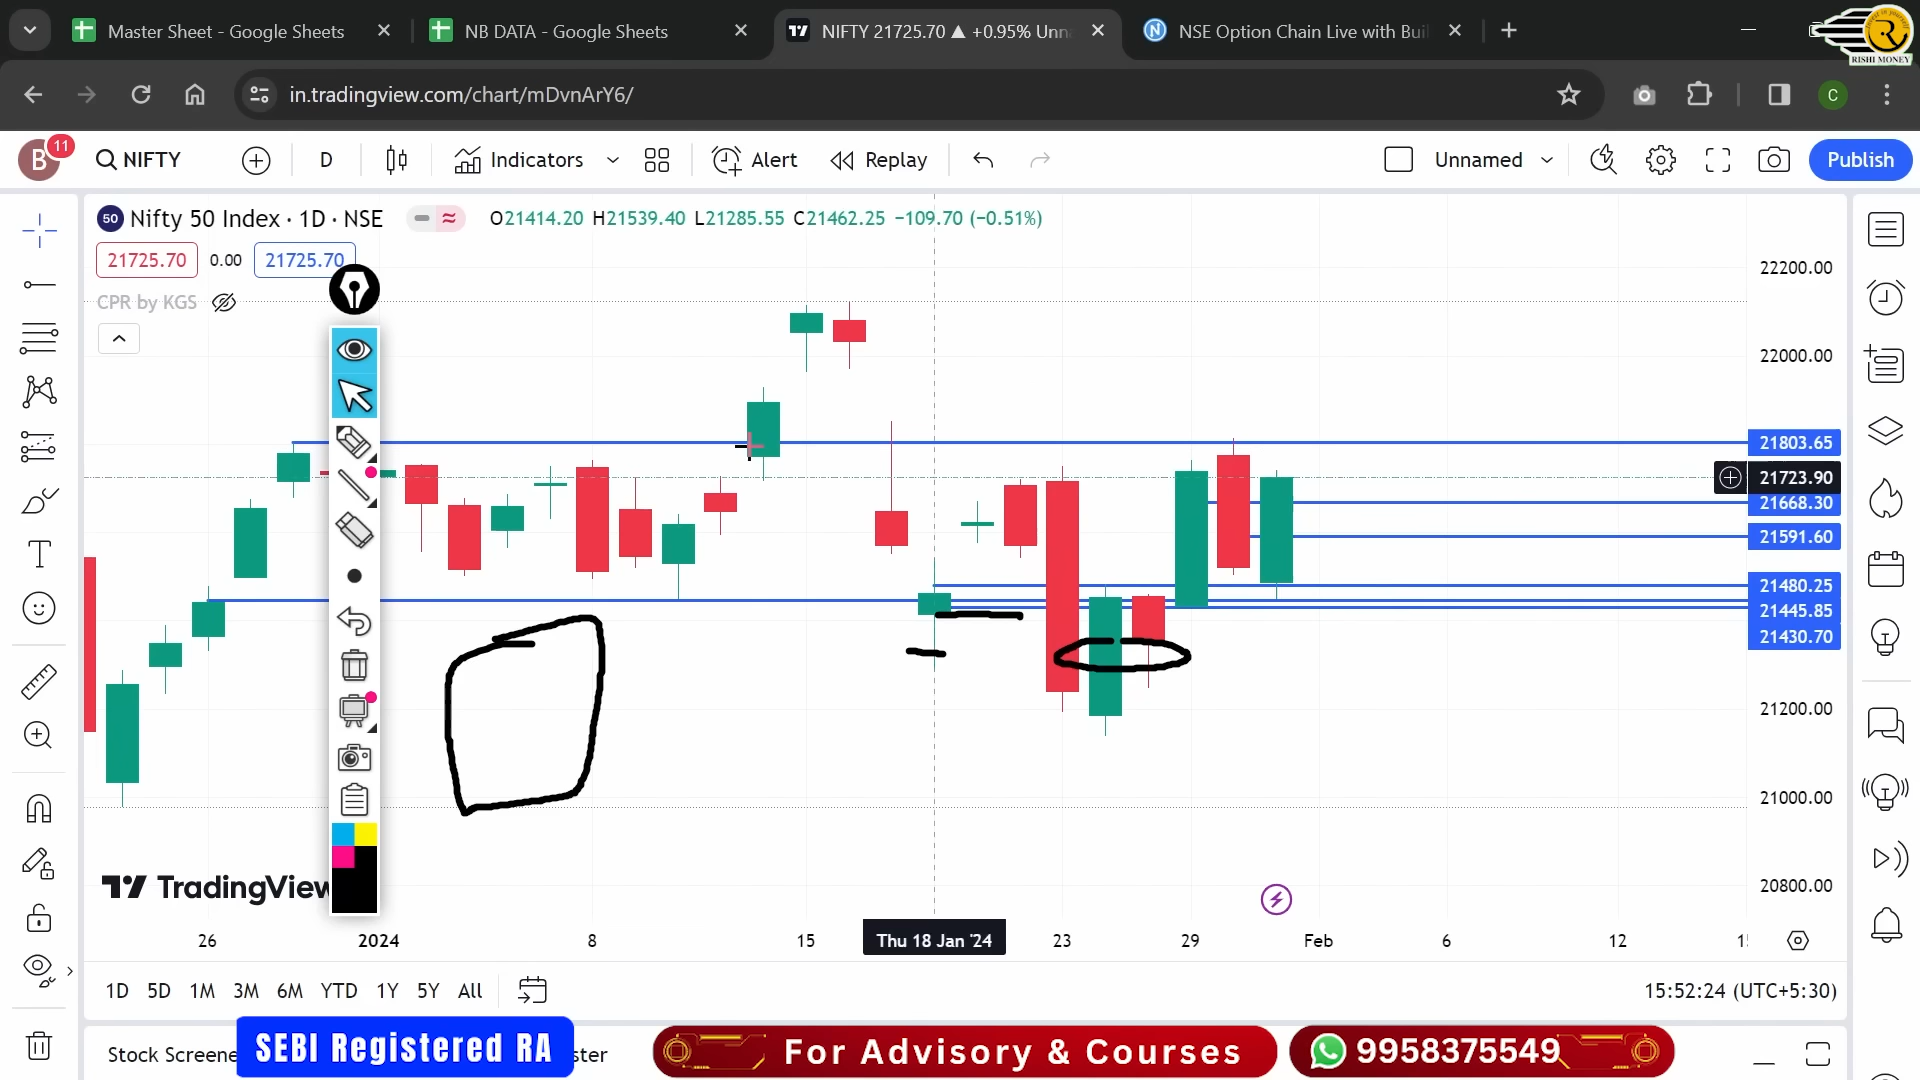 Master Sheet - Google Sheets
NB DATA - Google Sheets
NIFTY 21725.70 ▲ +0.95% Unn
NSE Option Chain Live with Buil
RISHI MONEY
in.tradingview.com/chart/mDvnArY6/
C
B
11
NIFTY
D
Indicators
Alert
Replay
Unnamed
Publish
50
Nifty 50 Index · 1D · NSE
O21414.20 H21539.40 L21285.55 C21462.25 −109.70 (−0.51%)
21725.70
0.00
21725.70
CPR by KGS
22200.00
22000.00
21803.65
21723.90
21668.30
21591.60
21480.25
21445.85
21430.70
21200.00
21000.00
20800.00
TradingView
26
2024
8
15
Thu 18 Jan '24
23
29
Feb
6
12
1D
5D
1M
3M
6M
YTD
1Y
5Y
All
15:52:24 (UTC+5:30)
Stock Screene
ster
SEBI Registered RA
For Advisory & Courses
9958375549